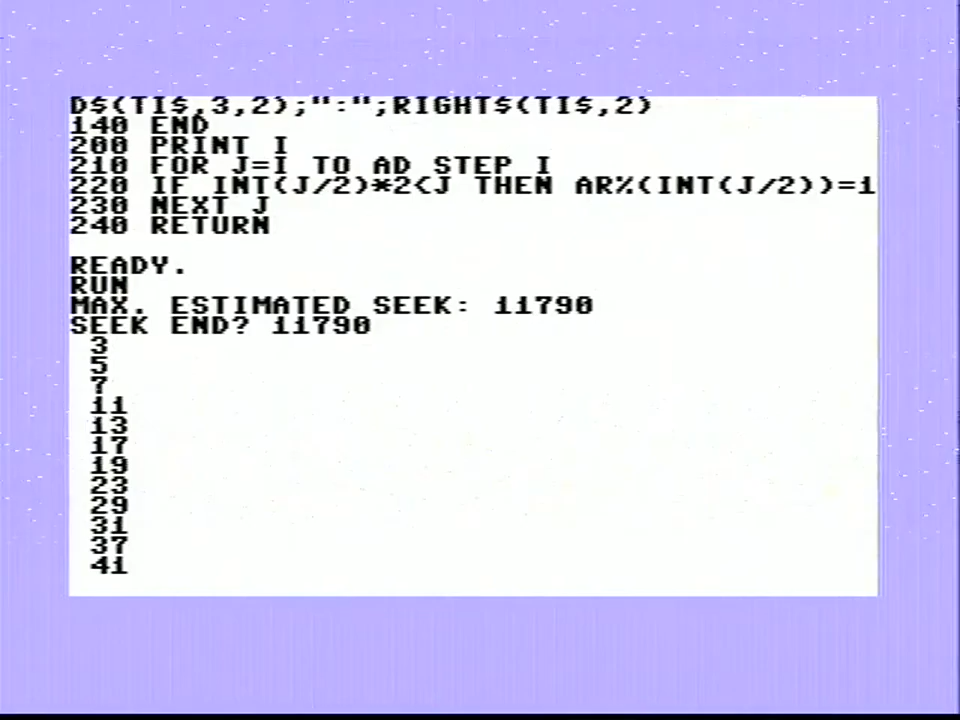 D$(TI$,3,2);":";RIGHT$(TI$,2)
140 END
200 PRINT I
210 FOR J=I TO AD STEP I
220 IF INT(J/2)*2<J THEN AR%(INT(J/2))=1
230 NEXT J
240 RETURN
READY.
RUN
MAX. ESTIMATED SEEK: 11790
SEEK END? 11790
3
5
7
11
13
17
19
23
29
31
37
41